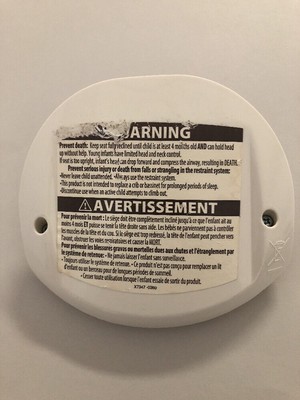 WARNING
Prevent death: Keep seat fully reclined until child is at least 4 months old AND can hold head
up without help. Young infants have limited head and neck control.
If seat is too upright, infant's head can drop forward and compress the airway, resulting in DEATH.
Prevent serious injury or death from falls or strangling in the restraint system:
•Never leave child unattended. •Always use the restraint system.
•This product is not intended to replace a crib or bassinet for prolonged periods of sleep.
•Discontinue use when an active child attempts to climb out.
AVERTISSEMENT
Pour prévenir la mort : Le siège doit être complètement incliné jusqu'à ce que l'enfant ait au
moins 4 mois ET puisse se tenir la tête droite sans aide. Les bébés ne parviennent pas à contrôler
les muscles de la tête et du cou. Si le siège est trop redressé, la tête de l'enfant peut pencher vers
l'avant, obstruer les voies respiratoires et causer la MORT.
Pour prévenir les blessures graves ou mortelles dues aux chutes et d'étranglement par
le système de retenue: • Ne jamais laisser l'enfant sans surveillance.
• Toujours utiliser le système de retenue. • Ce produit n'est pas conçu pour remplacer un lit
d'enfant ou un berceau pour de longues périodes de sommeil.
• Cesser toute utilisation lorsque l'enfant essaie de sortir du produit.